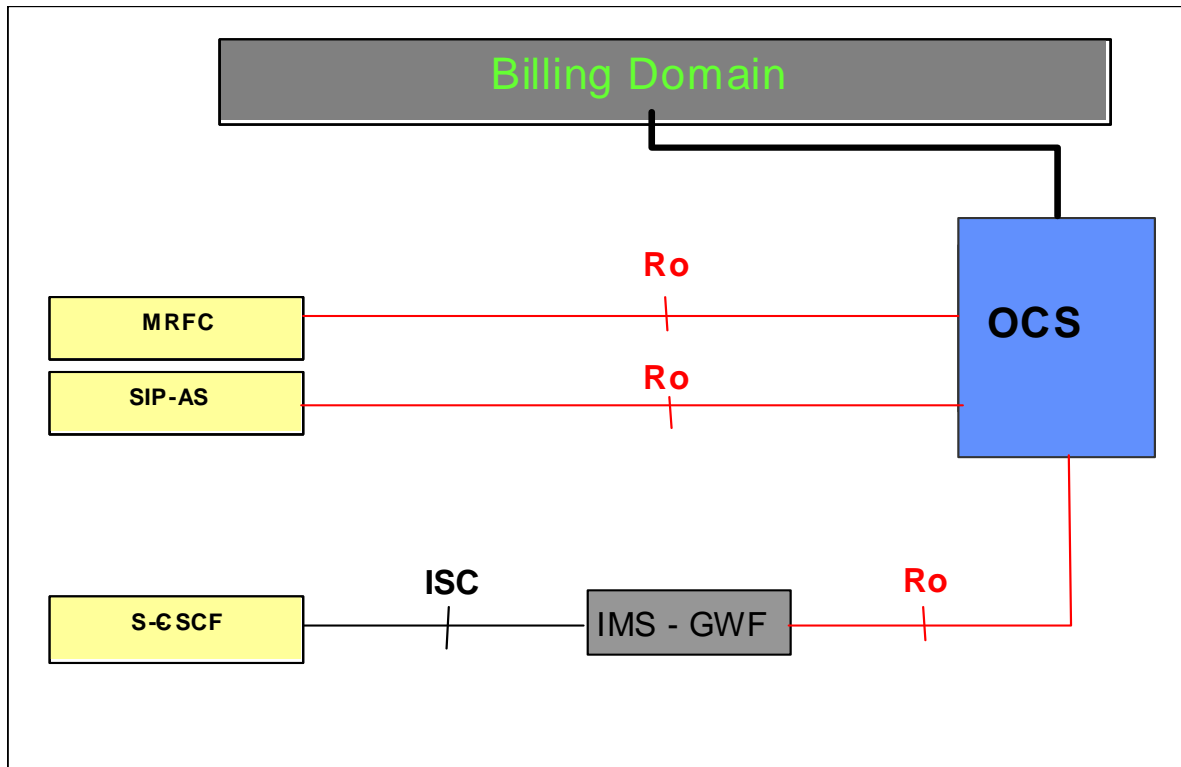 Billing Domain
Ro
MRFC
OCS
Ro
SIP-AS
ISC
Ro
S-CSCF
IMS - GWF